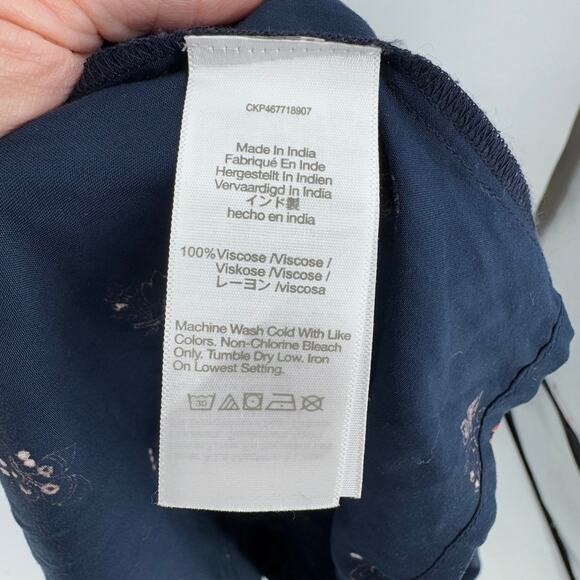 CKP467718907
Made In India
Fabriqué En Inde
Hergestellt In Indien
Vervaardigd In India
インド製
hecho en india
100%Viscose /Viscose /
Viskose /Viscose /
レーヨン /viscosa
Machine Wash Cold With Like
Colors. Non-Chlorine Bleach
Only. Tumble Dry Low. Iron
On Lowest Setting.
30